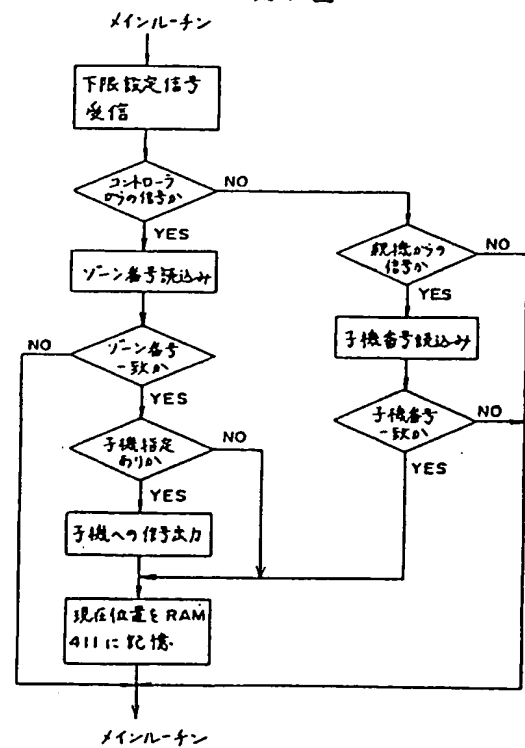 メインルーチン
下限設定信号
受信
コントローラ
からの信号か
NO
YES
ゾーン番号読込み
親機からの
信号か
NO
YES
子機番号読込み
ゾーン番号
一致か
NO
YES
子機番号
一致か
NO
YES
子機指定
ありか
NO
YES
子機への信号出力
現在位置をRAM
411に記憶.
メインルーチン